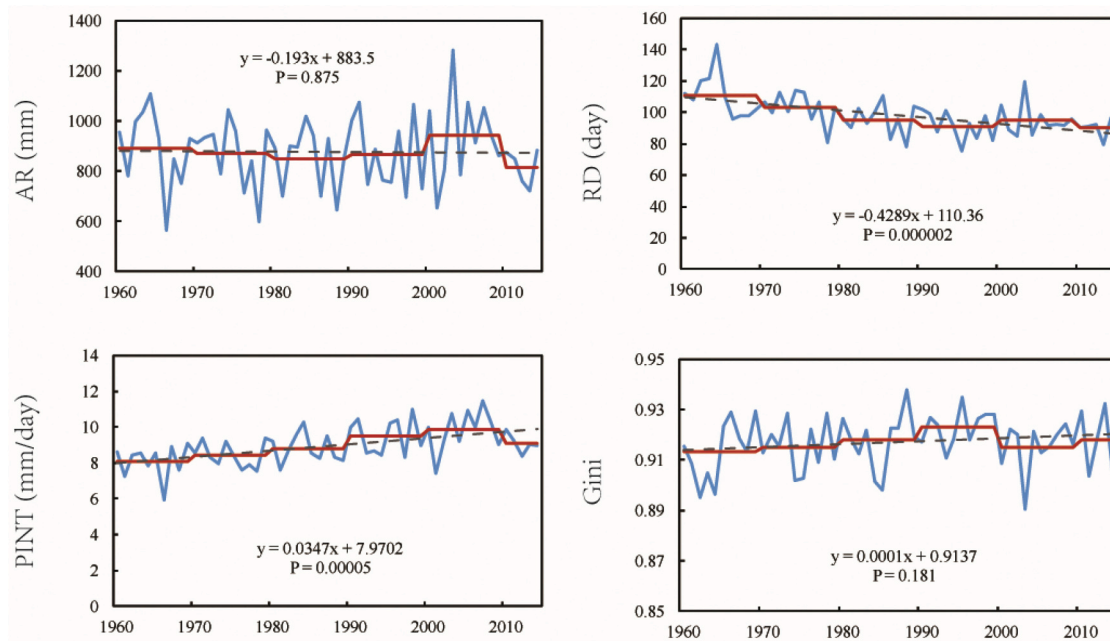 AR (mm)
1400
1200
1000
800
600
400
y = -0.193x + 883.5
P = 0.875
1960 1970 1980 1990 2000 2010
RD (day)
160
140
120
100
80
60
40
20
0
y = -0.4289x + 110.36
P = 0.000002
1960 1970 1980 1990 2000 2010
PINT (mm/day)
14
12
10
8
6
4
2
0
y = 0.0347x + 7.9702
P = 0.00005
1960 1970 1980 1990 2000 2010
Gini
0.95
0.93
0.91
0.89
0.87
0.85
y = 0.0001x + 0.9137
P = 0.181
1960 1970 1980 1990 2000 2010